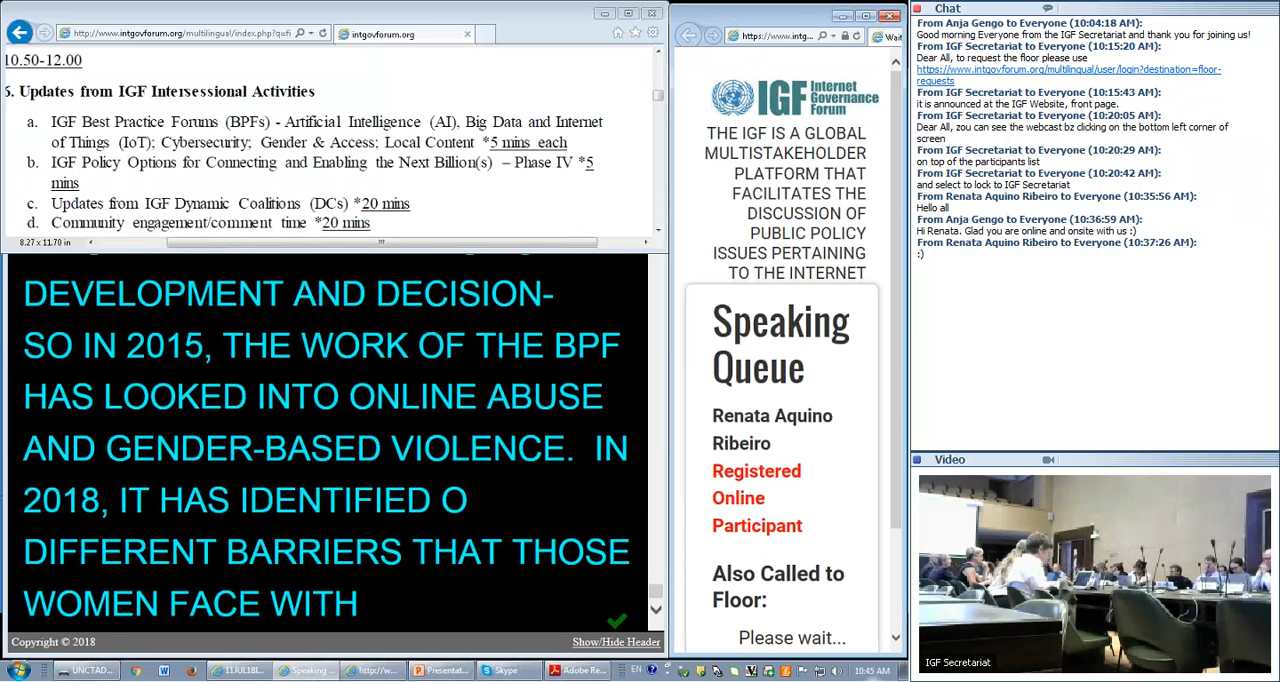 http://www.intgovforum.org/multilingual/index.php?q=fi
intgovforum.org
10.50-12.00
6. Updates from IGF Intersessional Activities
a. IGF Best Practice Forums (BPFs) - Artificial Intelligence (AI), Big Data and Internet
of Things (IoT); Cybersecurity; Gender & Access; Local Content *5 mins each
b. IGF Policy Options for Connecting and Enabling the Next Billion(s) – Phase IV *5
mins
c. Updates from IGF Dynamic Coalitions (DCs) *20 mins
d. Community engagement/comment time *20 mins
8.27 x 11.70 in
DEVELOPMENT AND DECISION-
SO IN 2015, THE WORK OF THE BPF
HAS LOOKED INTO ONLINE ABUSE
AND GENDER-BASED VIOLENCE. IN
2018, IT HAS IDENTIFIED O
DIFFERENT BARRIERS THAT THOSE
WOMEN FACE WITH
Copyright © 2018
Show/Hide Header
https://www.intg...
Wait
IGF Internet
Governance
Forum
THE IGF IS A GLOBAL
MULTISTAKEHOLDER
PLATFORM THAT
FACILITATES THE
DISCUSSION OF
PUBLIC POLICY
ISSUES PERTAINING
TO THE INTERNET
Speaking
Queue
Renata Aquino
Ribeiro
Registered
Online
Participant
Also Called to
Floor:
Please wait...
Chat
From Anja Gengo to Everyone (10:04:18 AM):
Good morning Everyone from the IGF Secretariat and thank you for joining us!
From IGF Secretariat to Everyone (10:15:20 AM):
Dear All, to request the floor please use
https://www.intgovforum.org/multilingual/user/login?destination=floor-
requests
From IGF Secretariat to Everyone (10:15:43 AM):
it is announced at the IGF Website, front page.
From IGF Secretariat to Everyone (10:20:05 AM):
Dear All, zou can see the webcast bz clicking on the bottom left corner of
screen
From IGF Secretariat to Everyone (10:20:29 AM):
on top of the participants list
From IGF Secretariat to Everyone (10:20:42 AM):
and select to lock to IGF Secretariat
From Renata Aquino Ribeiro to Everyone (10:35:56 AM):
Hello all
From Anja Gengo to Everyone (10:36:59 AM):
Hi Renata. Glad you are online and onsite with us :)
From Renata Aquino Ribeiro to Everyone (10:37:26 AM):
:)
Video
IGF Secretariat
UNCTAD...
11JUL18I...
Speaking ...
http://w...
Presentat...
Skype
Adobe Re...
EN
10:45 AM